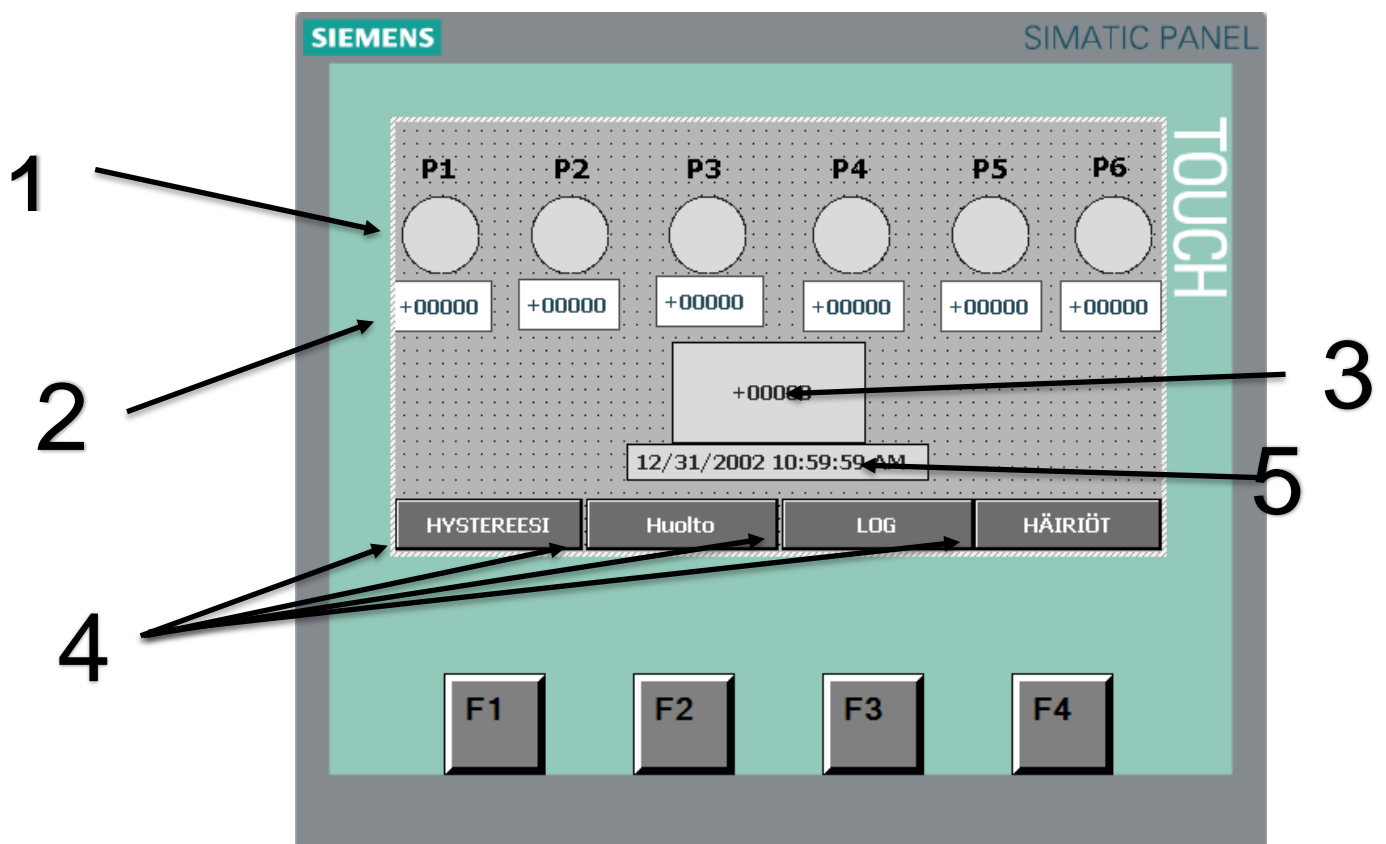 SIEMENS
SIMATIC PANEL
TOUCH
1
P1 P2 P3 P4 P5 P6
+00000 +00000 +00000 +00000 +00000 +00000
2
3
+00000
12/31/2002 10:59:59 AM
5
HYSTEREESI Huolto LOG HÄIRIÖT
4
F1 F2 F3 F4